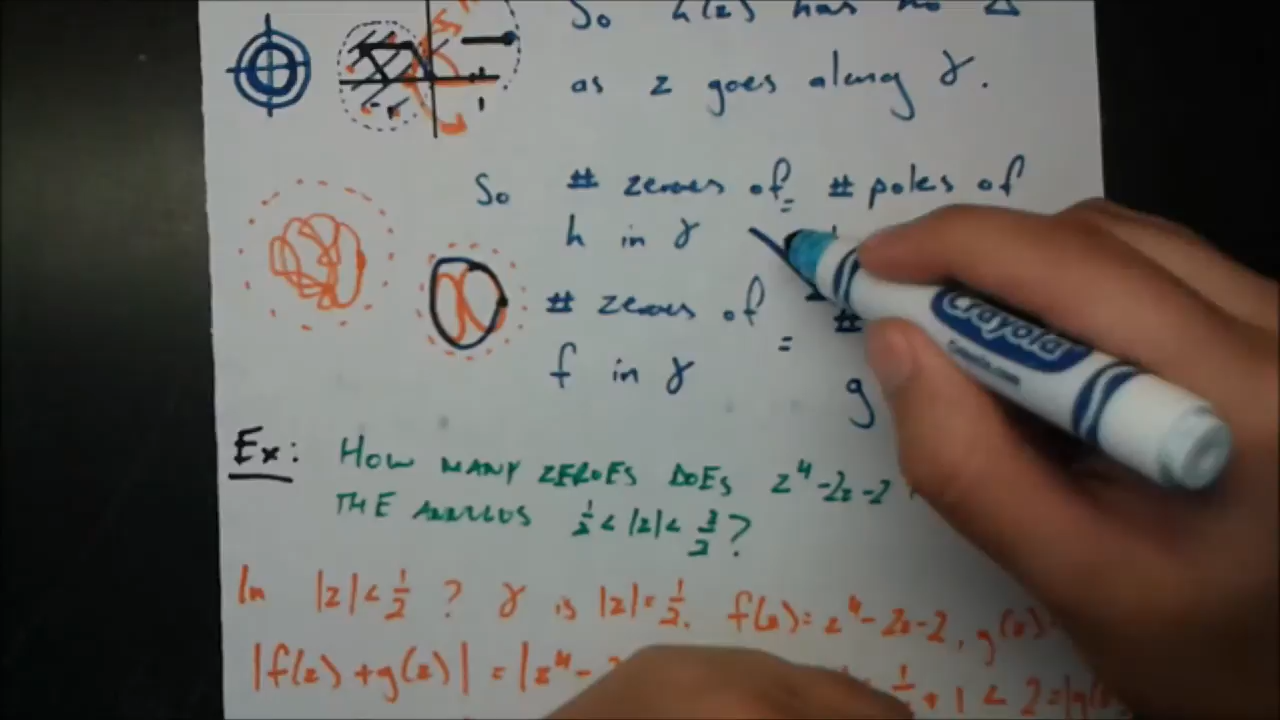 So h(z) has no Δ
as z goes along γ.
So # zeroes of = # poles of
h in γ
# zeroes of = #
f in γ g
Ex: HOW MANY ZEROES DOES z⁴-2z-2
THE ANNULUS 1/2 < |z| < 3/2 ?
In |z| < 1/2 ? γ is |z| = 1/2. f(z) = z⁴-2z-2, g(z) =
|f(z) + g(z)| = |z⁴- + 1 < 2 = |g(
Crayola